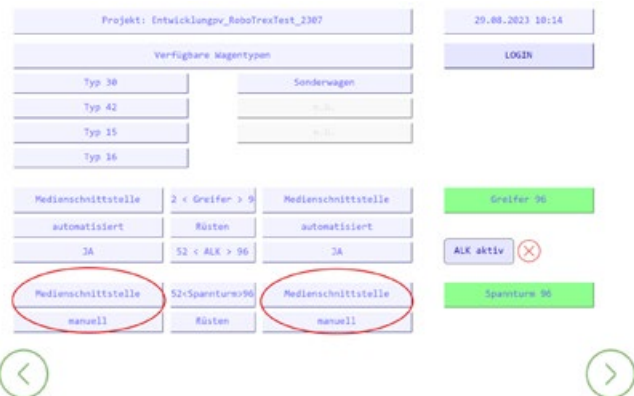 Projekt: Entwicklungpv_RoboTrexTest_2307
29.08.2023 10:14
Verfügbare Wagentypen
LOGIN
Typ 30
Sonderwagen
Typ 42
n.D.
Typ 15
n.D.
Typ 16
Medienschnittstelle
2 < Greifer > 9
Medienschnittstelle
Greifer 96
automatisiert
Rüsten
automatisiert
JA
52 < ALK > 96
JA
ALK aktiv
Medienschnittstelle
52<Spannturm>96
Medienschnittstelle
Spannturm 96
manuell
Rüsten
manuell